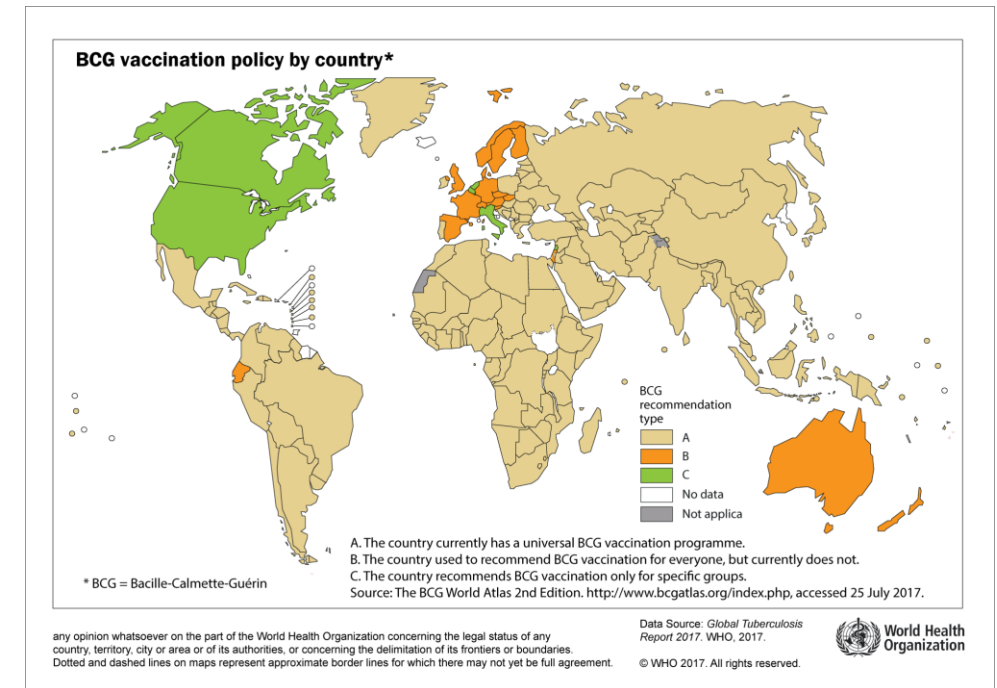 BCG vaccination policy by country*
BCG
recommendation
type
A
B
C
No data
Not applica
A. The country currently has a universal BCG vaccination programme.
B. The country used to recommend BCG vaccination for everyone, but currently does not.
C. The country recommends BCG vaccination only for specific groups.
Source: The BCG World Atlas 2nd Edition. http://www.bcgatlas.org/index.php, accessed 25 July 2017.
* BCG = Bacille-Calmette-Guérin
any opinion whatsoever on the part of the World Health Organization concerning the legal status of any
country, territory, city or area or of its authorities, or concerning the delimitation of its frontiers or boundaries.
Dotted and dashed lines on maps represent approximate border lines for which there may not yet be full agreement.
Data Source: Global Tuberculosis
Report 2017. WHO, 2017.
© WHO 2017. All rights reserved.
World Health
Organization